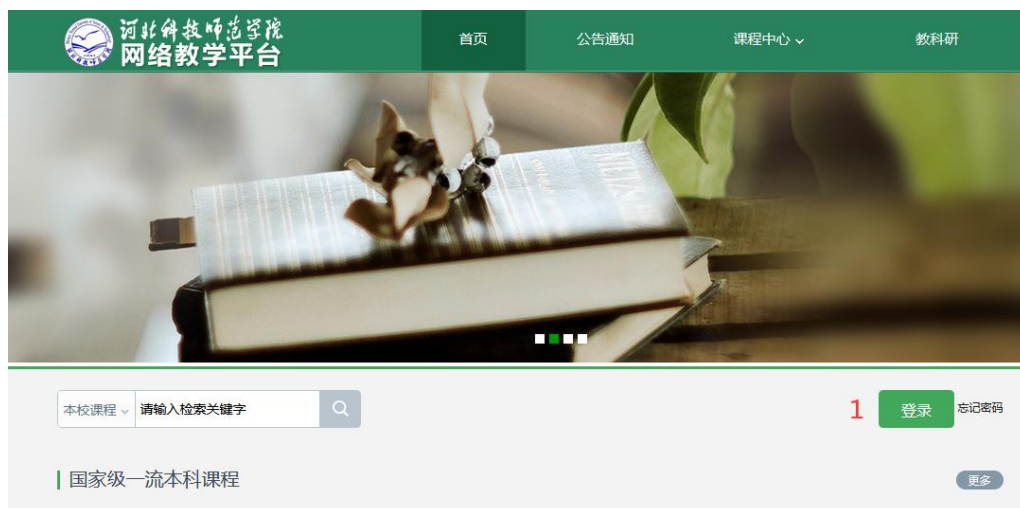 河北科技师范学院
网络教学平台
首页 公告通知 课程中心 教科研
本校课程 请输入检索关键字
1 登录 忘记密码
国家级一流本科课程
更多